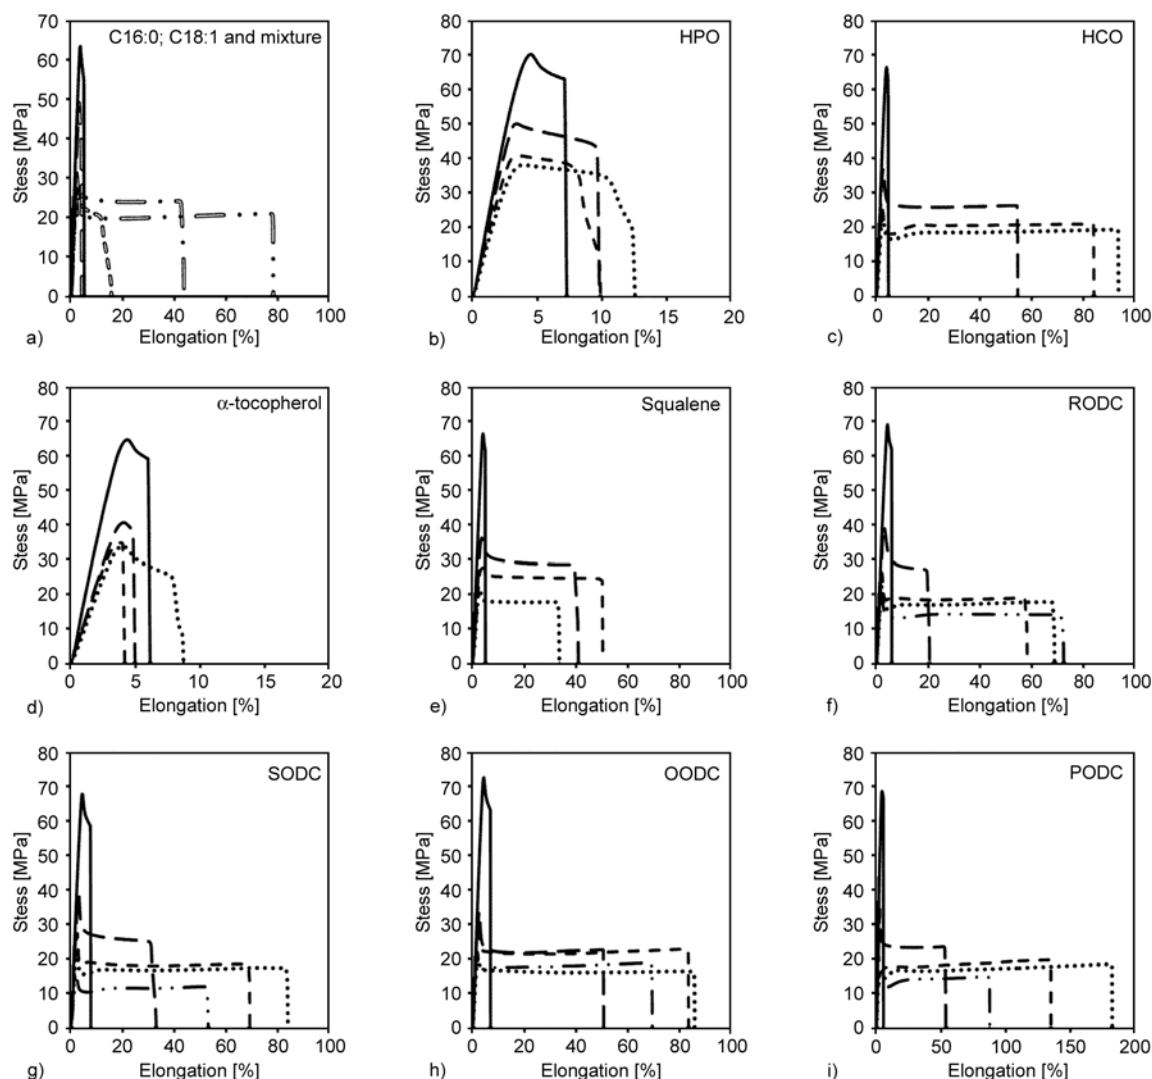 C16:0; C18:1 and mixture
Stess [MPa]
70
60
50
40
30
20
10
0
0 20 40 60 80 100
a) Elongation [%]
HPO
Stess [MPa]
80
70
60
50
40
30
20
10
0
0 5 10 15 20
b) Elongation [%]
HCO
Stess [MPa]
80
70
60
50
40
30
20
10
0
0 20 40 60 80 100
c) Elongation [%]
α-tocopherol
Stess [MPa]
80
70
60
50
40
30
20
10
0
0 5 10 15 20
d) Elongation [%]
Squalene
Stess [MPa]
80
70
60
50
40
30
20
10
0
0 20 40 60 80 100
e) Elongation [%]
RODC
Stess [MPa]
80
70
60
50
40
30
20
10
0
0 20 40 60 80 100
f) Elongation [%]
SODC
Stess [MPa]
80
70
60
50
40
30
20
10
0
0 20 40 60 80 100
g) Elongation [%]
OODC
Stess [MPa]
80
70
60
50
40
30
20
10
0
0 20 40 60 80 100
h) Elongation [%]
PODC
Stess [MPa]
80
70
60
50
40
30
20
10
0
0 50 100 150 200
i) Elongation [%]